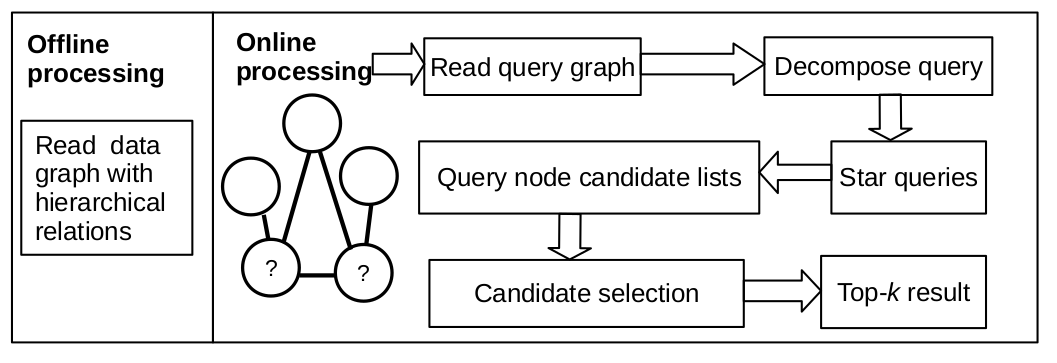 Offline
processing
Read data
graph with
hierarchical
relations
Online
processing
?
?
Read query graph
Decompose query
Star queries
Query node candidate lists
Candidate selection
Top-k result